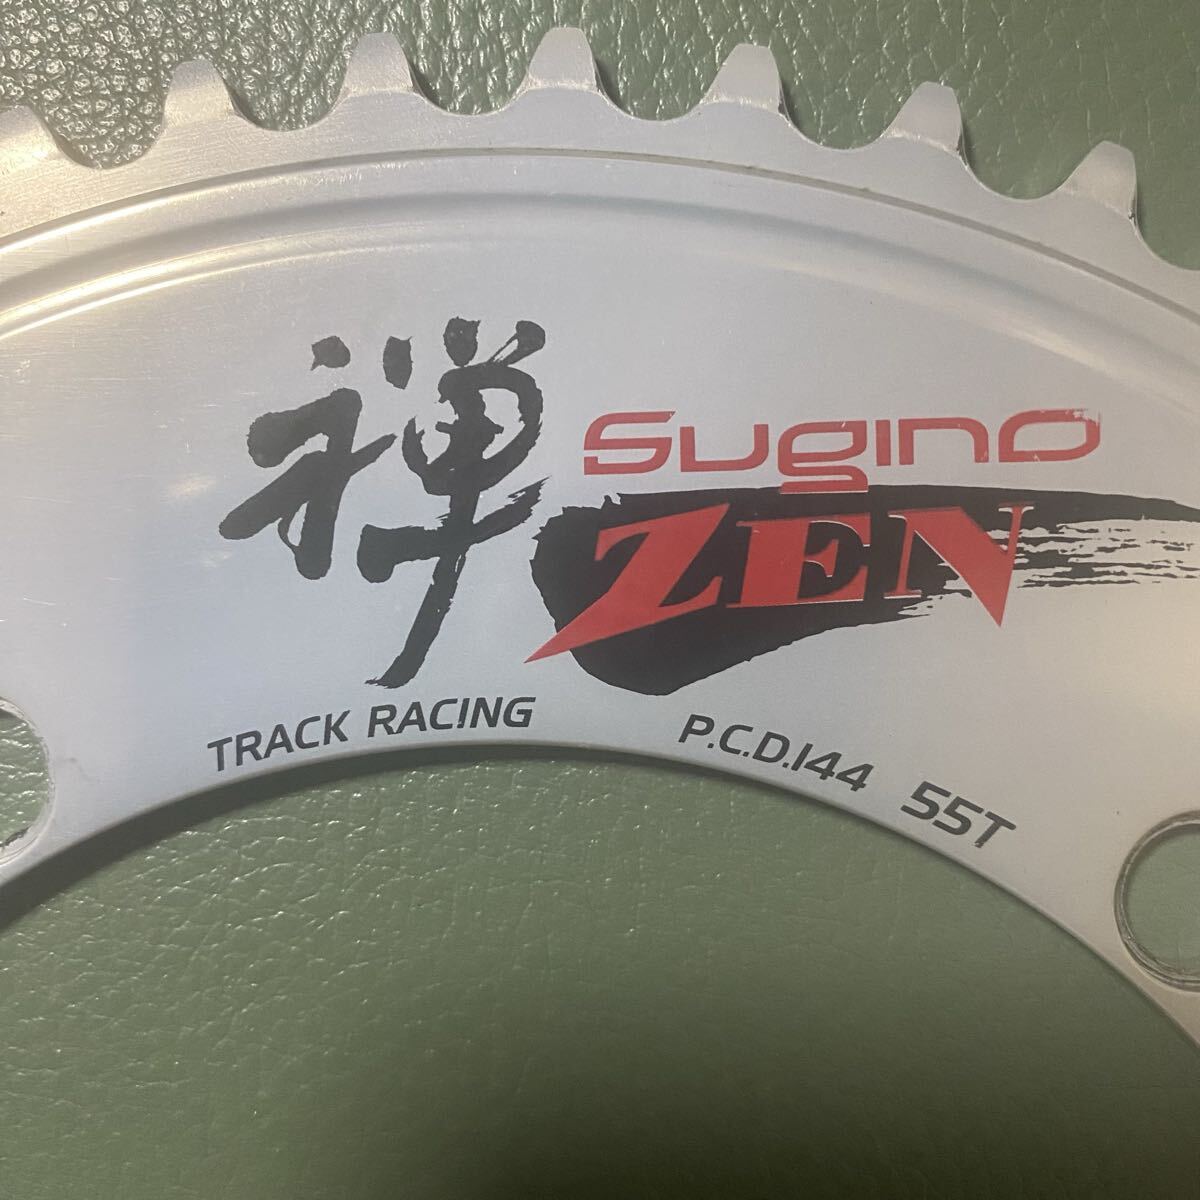 禅
SUGINO
ZEN
TRACK RACING
P.C.D.144 55T